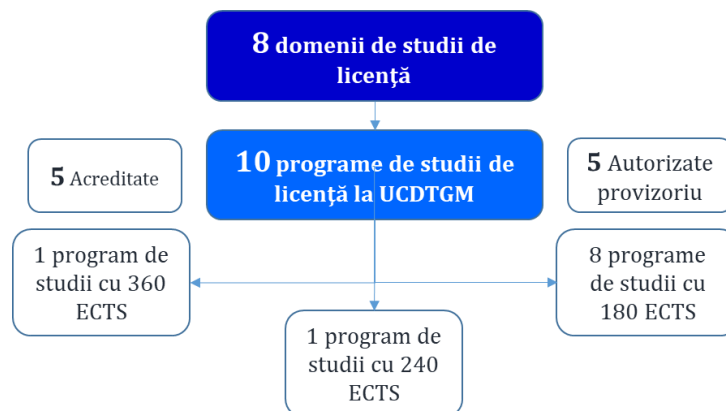 8 domenii de studii de
licență
10 programe de studii de
licență la UCDTGM
5 Acreditate
5 Autorizate
provizoriu
1 program de
studii cu 360
ECTS
1 program de
studii cu 240
ECTS
8 programe
de studii cu
180 ECTS